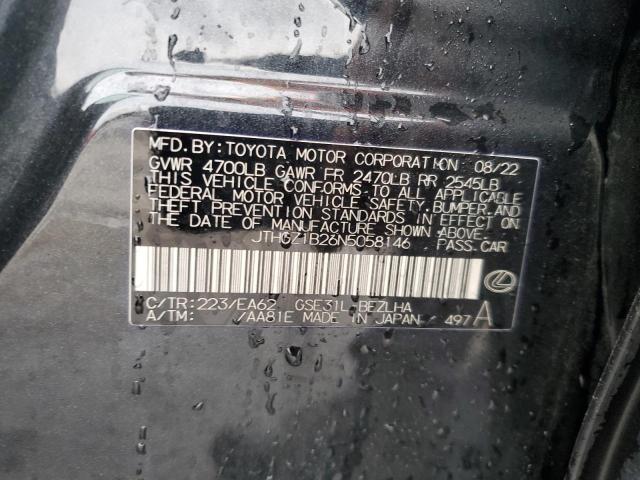 MFD. BY: TOYOTA MOTOR CORPORATION 08/22
GVWR 4700LB GAWR FR 2470LB RR 2545LB
THIS VEHICLE CONFORMS TO ALL APPLICABLE
FEDERAL MOTOR VEHICLE SAFETY, BUMPER, AND
THEFT PREVENTION STANDARDS IN EFFECT ON
THE DATE OF MANUFACTURE SHOWN ABOVE.
JTHGZ1B26N5058146 PASS. CAR
C/TR: 223/EA62 GSE31L-BEZLHA
A/TM: /AA81E MADE IN JAPAN 497 A